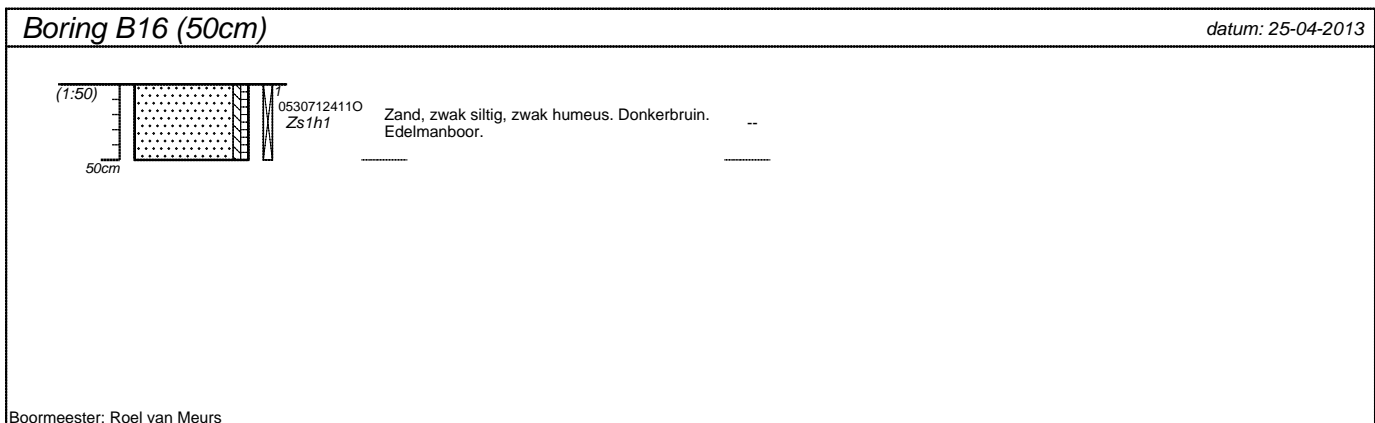 Boring B16 (50cm)
datum: 25-04-2013
(1:50)
1
0530712411O
Zs1h1
Zand, zwak siltig, zwak humeus. Donkerbruin.
Edelmanboor.
--
50cm
Boormeester: Roel van Meurs